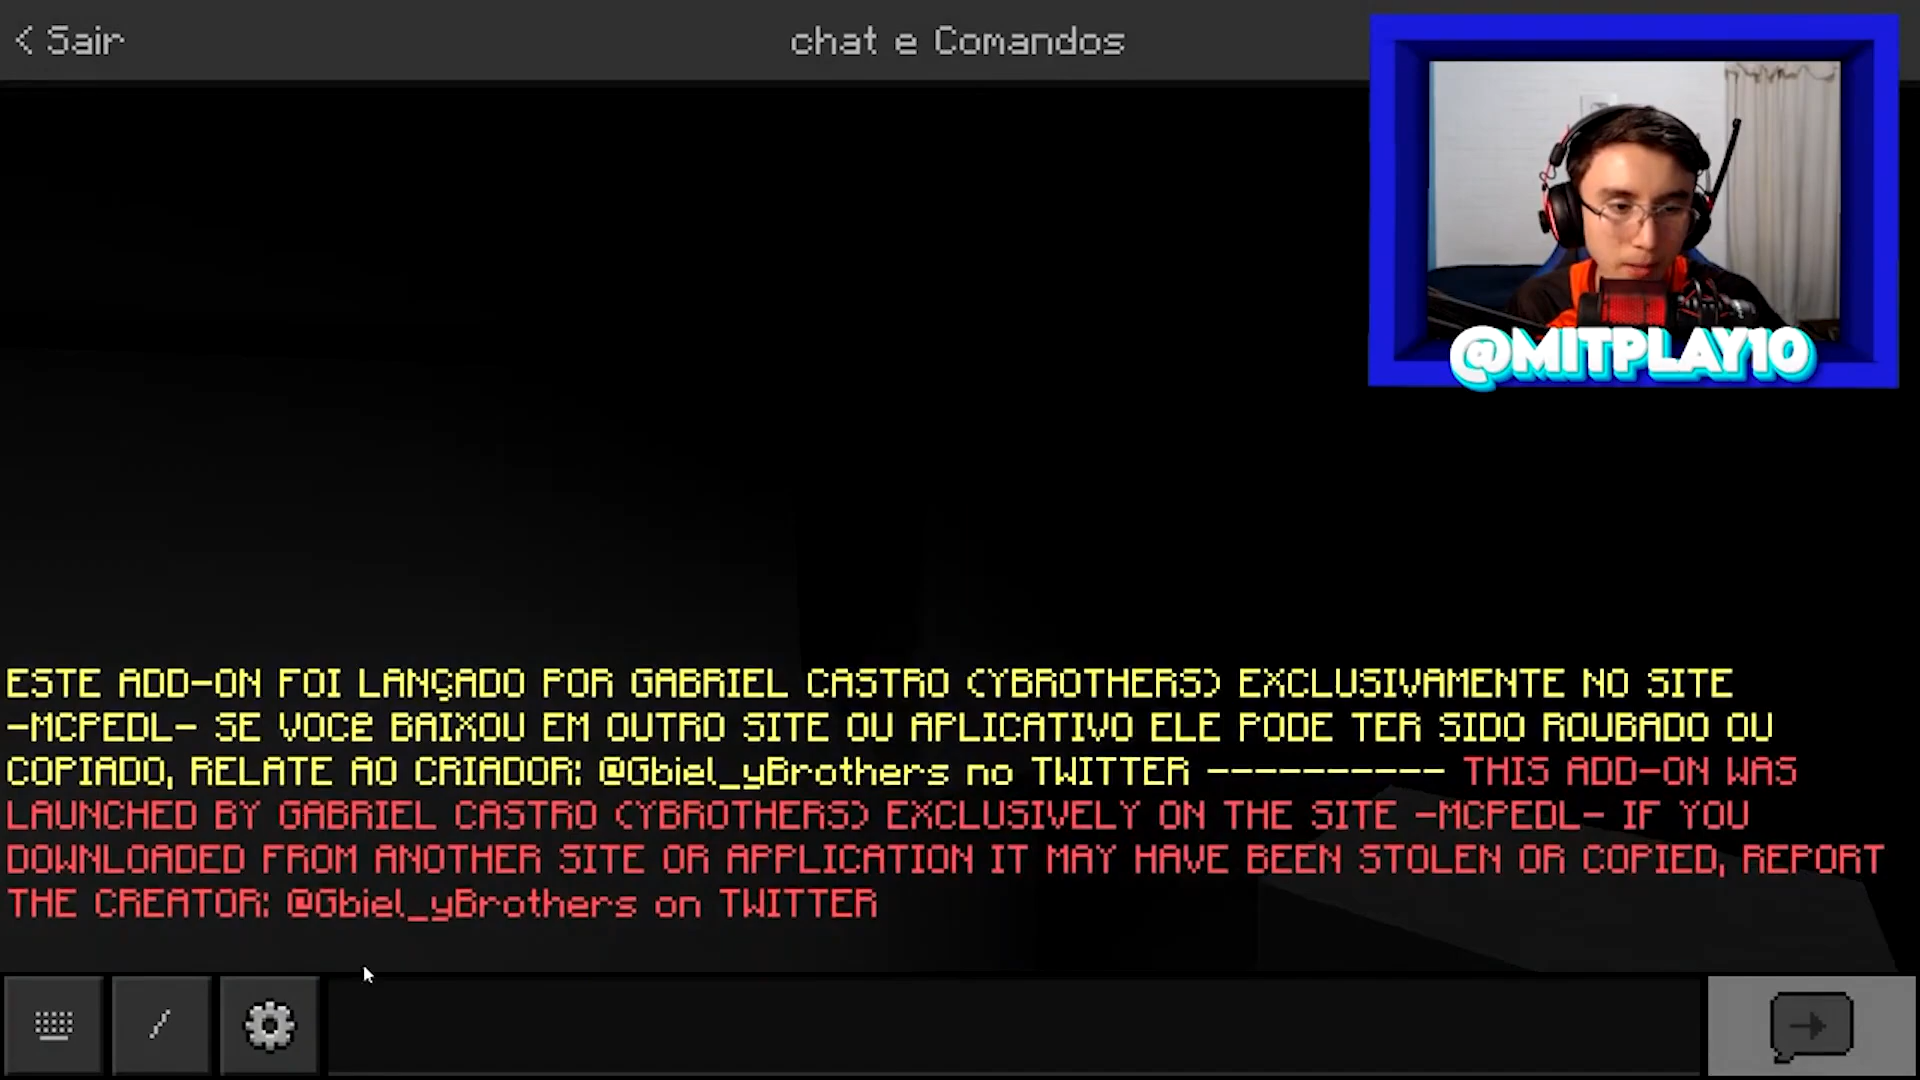 < Sair
chat e Comandos
@MITPLAY10
ESTE ADD-ON FOI LANÇADO POR GABRIEL CASTRO (YBROTHERS) EXCLUSIVAMENTE NO SITE
-MCPEDL- SE VOCê BAIXOU EM OUTRO SITE OU APLICATIVO ELE PODE TER SIDO ROUBADO OU
COPIADO, RELATE AO CRIADOR: @Gbiel_yBrothers no TWITTER ---------- THIS ADD-ON WAS
LAUNCHED BY GABRIEL CASTRO (YBROTHERS) EXCLUSIVELY ON THE SITE -MCPEDL- IF YOU
DOWNLOADED FROM ANOTHER SITE OR APPLICATION IT MAY HAVE BEEN STOLEN OR COPIED, REPORT
THE CREATOR: @Gbiel_yBrothers on TWITTER
/